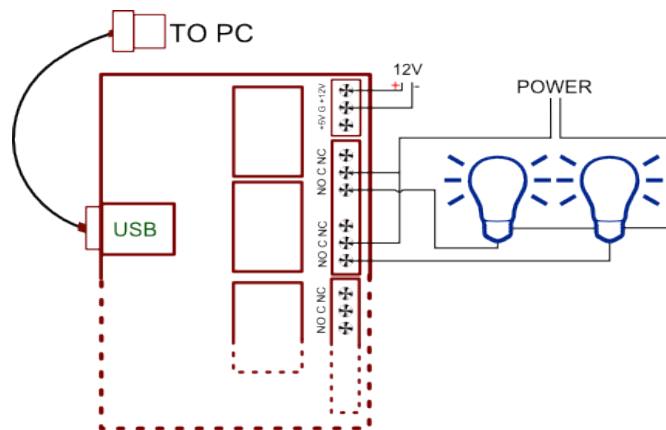 TO PC
12V
+ -
POWER
+5V G +12V
NO C NC
USB
NO C NC
NO C NC